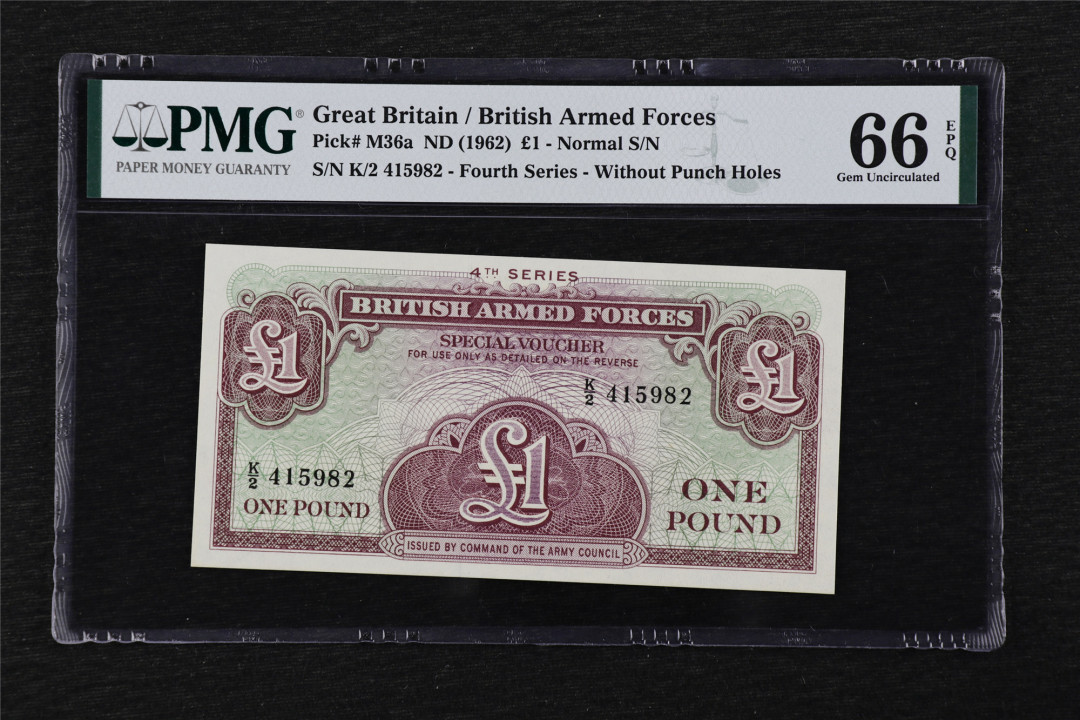 PMG®
PAPER MONEY GUARANTY
Great Britain / British Armed Forces
Pick# M36a ND (1962) £1 - Normal S/N
S/N K/2 415982 - Fourth Series - Without Punch Holes
66 EPQ
Gem Uncirculated
4TH SERIES
BRITISH ARMED FORCES
SPECIAL VOUCHER
FOR USE ONLY AS DETAILED ON THE REVERSE
£1
£1
K/2 415982
£1
K/2 415982
ONE POUND
ONE
POUND
ISSUED BY COMMAND OF THE ARMY COUNCIL